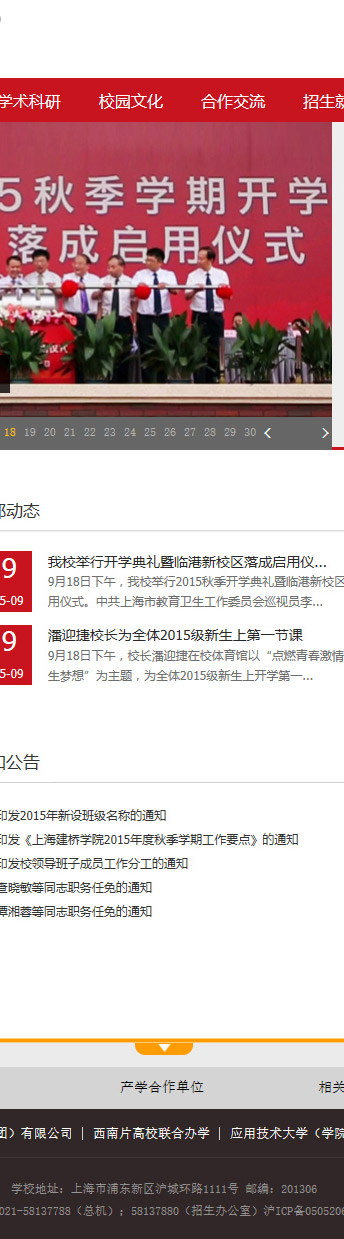 学术科研 校园文化 合作交流 招生
5秋季学期开学
落成启用仪式
18 19 20 21 22 23 24 25 26 27 28 29 30
动态
9
5-09
我校举行开学典礼暨临港新校区落成启用仪...
9月18日下午，我校举行2015秋季开学典礼暨临港新校区
用仪式。中共上海市教育卫生工作委员会巡视员李...
9
5-09
潘迎捷校长为全体2015级新生上第一节课
9月18日下午，校长潘迎捷在校体育馆以“点燃青春激情
生梦想”为主题，为全体2015级新生上开学第一...
公告
印发2015年新设班级名称的通知
印发《上海建桥学院2015年度秋季学期工作要点》的通知
印发校领导班子成员工作分工的通知
查晓敏等同志职务任免的通知
谭湘蓉等同志职务任免的通知
产学合作单位 相关
团）有限公司 | 西南片高校联合办学 | 应用技术大学（学院
学校地址：上海市浦东新区沪城环路1111号 邮编：201306
021-58137788（总机）；58137880（招生办公室）沪ICP备0505206